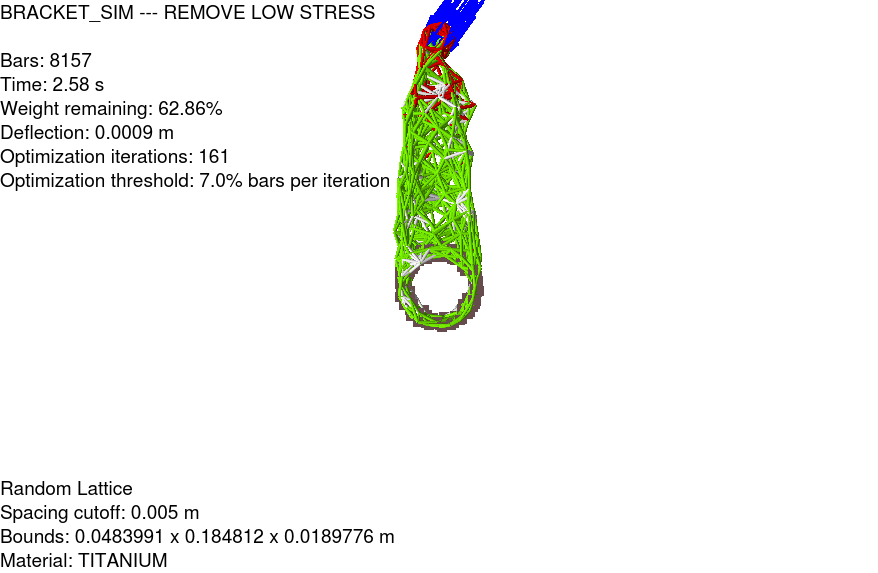 BRACKET_SIM --- REMOVE LOW STRESS
Bars: 8157
Time: 2.58 s
Weight remaining: 62.86%
Deflection: 0.0009 m
Optimization iterations: 161
Optimization threshold: 7.0% bars per iteration
Random Lattice
Spacing cutoff: 0.005 m
Bounds: 0.0483991 x 0.184812 x 0.0189776 m
Material: TITANIUM